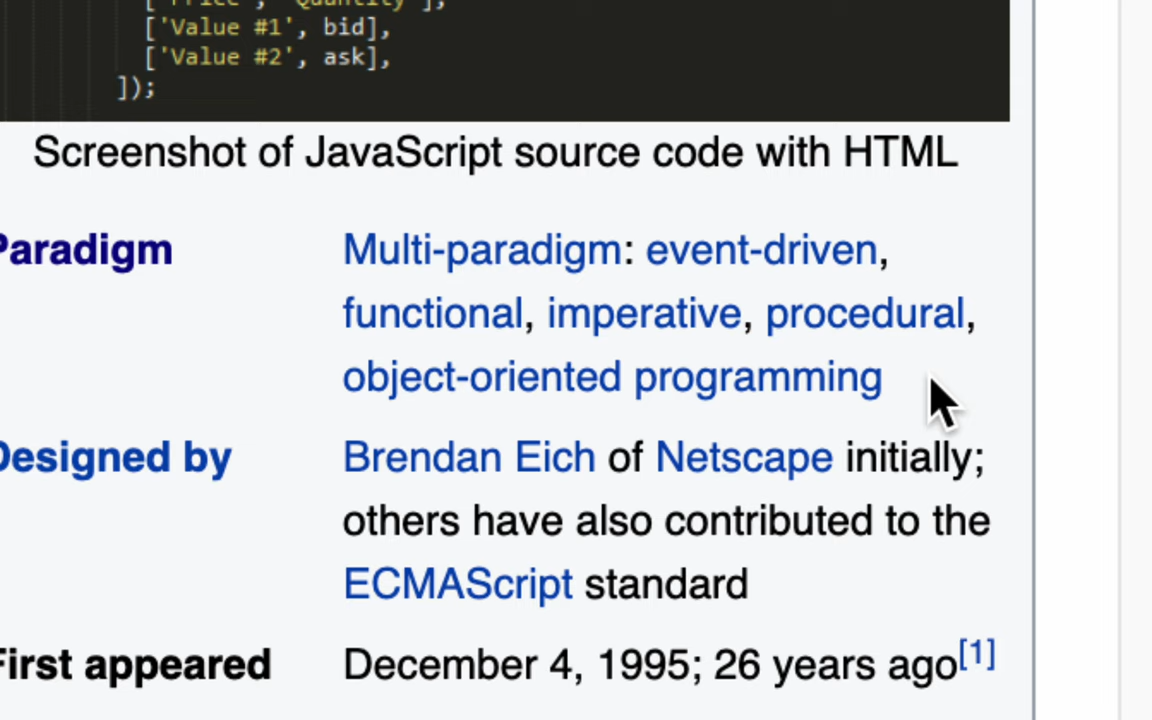 ['Price', 'Quantity'],
['Value #1', bid],
['Value #2', ask],
]);
Screenshot of JavaScript source code with HTML
Paradigm
Multi-paradigm: event-driven,
functional, imperative, procedural,
object-oriented programming
Designed by
Brendan Eich of Netscape initially;
others have also contributed to the
ECMAScript standard
First appeared
December 4, 1995; 26 years ago[1]